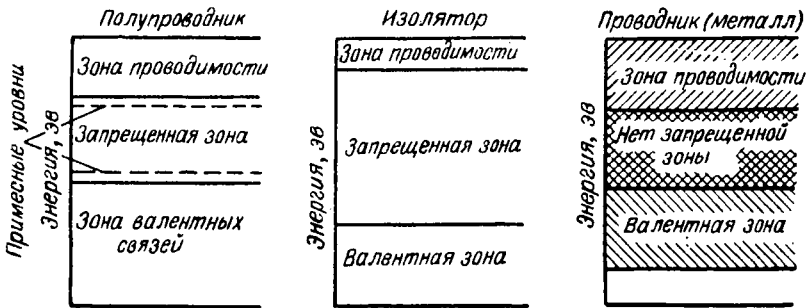 Полупроводник
Примесные уровни
Энергия, эв
Зона проводимости
Запрещенная зона
Зона валентных
связей
Изолятор
Энергия, эв
Зона проводимости
Запрещенная зона
Валентная зона
Проводник (металл)
Энергия, эв
Зона проводимости
Нет запрещенной
зоны
Валентная зона